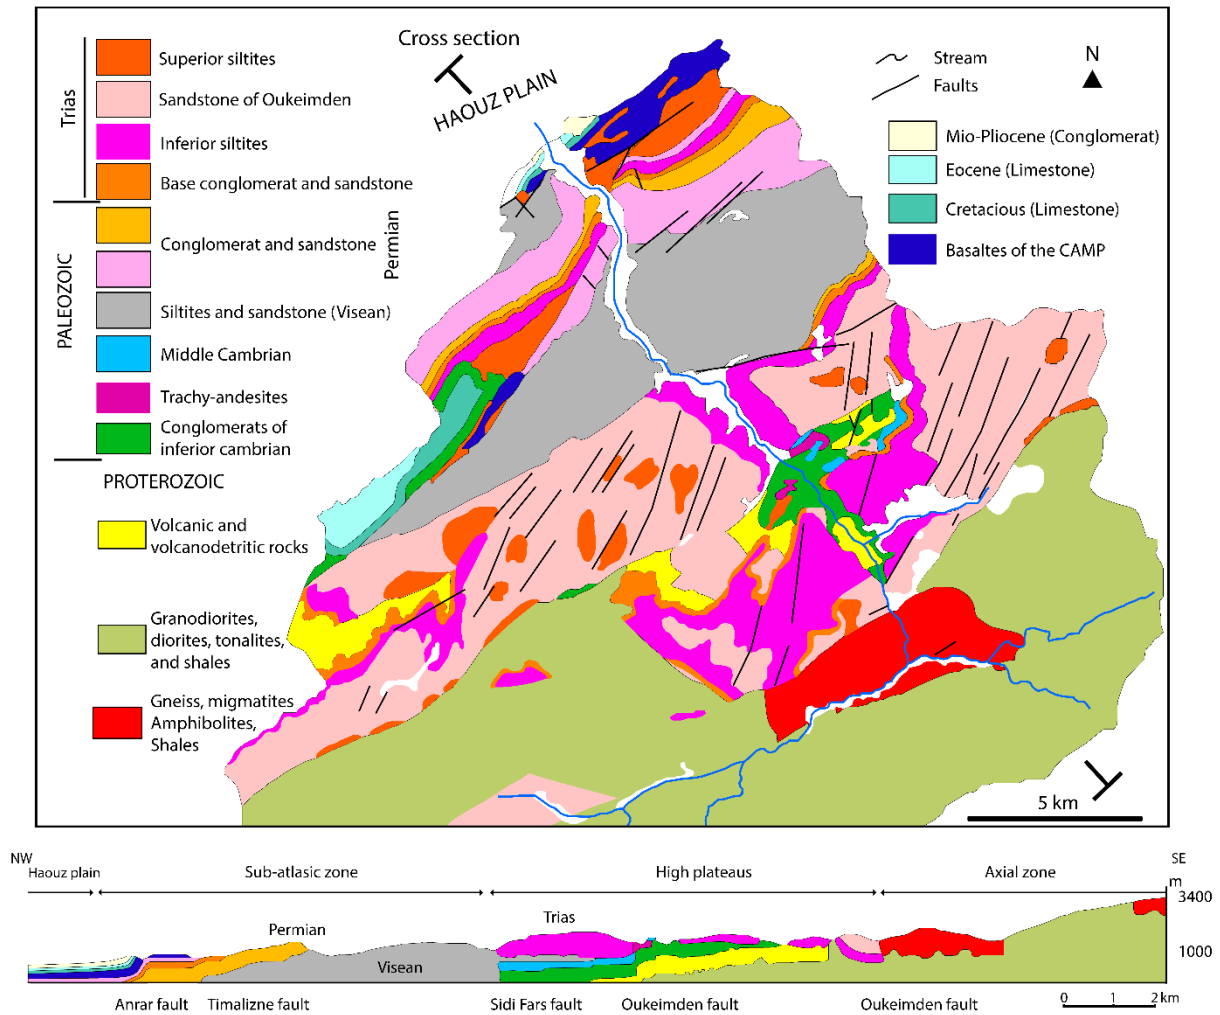 Cross section
HAOUZ PLAIN
Trias
Superior siltites
Sandstone of Oukeimden
Inferior siltites
Base conglomerat and sandstone
PALEOZOIC
Conglomerat and sandstone
Permian
Siltites and sandstone (Visean)
Middle Cambrian
Trachy-andesites
Conglomerats of
inferior cambrian
PROTEROZOIC
Volcanic and
volcanodetritic rocks
Granodiorites,
diorites, tonalites,
and shales
Gneiss, migmatites
Amphibolites,
Shales
Stream
Faults
N
Mio-Pliocene (Conglomerat)
Eocene (Limestone)
Cretacious (Limestone)
Basaltes of the CAMP
5 km
NW
SE
Haouz plain
Sub-atlasic zone
High plateaus
Axial zone
m
3400
1000
Permian
Visean
Trias
Anrar fault
Timalizne fault
Sidi Fars fault
Oukeimden fault
Oukeimden fault
0 1 2 km